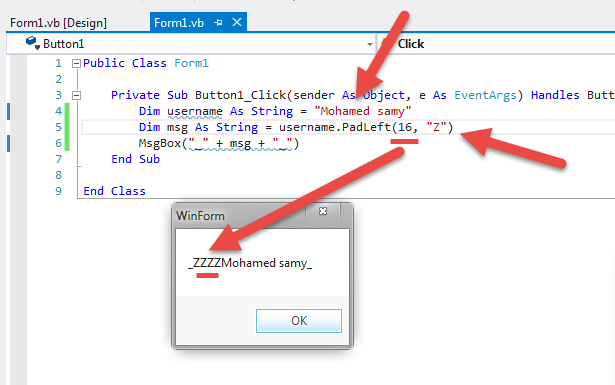 Form1.vb [Design] Form1.vb
Button1 Click
1 Public Class Form1
2
3 Private Sub Button1_Click(sender As Object, e As EventArgs) Handles Butt
4 Dim username As String = "Mohamed samy"
5 Dim msg As String = username.PadLeft(16, "Z")
6 MsgBox("_" + msg + "_")
7 End Sub
8
9 End Class
WinForm
_ZZZZMohamed samy_
OK